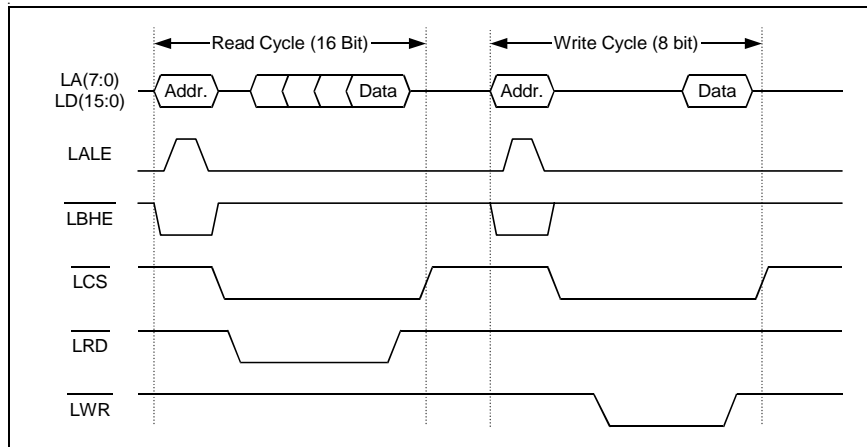 Read Cycle (16 Bit)
Write Cycle (8 bit)
LA(7:0)
LD(15:0)
Addr.
Data
Addr.
Data
LALE
LBHE
LCS
LRD
LWR